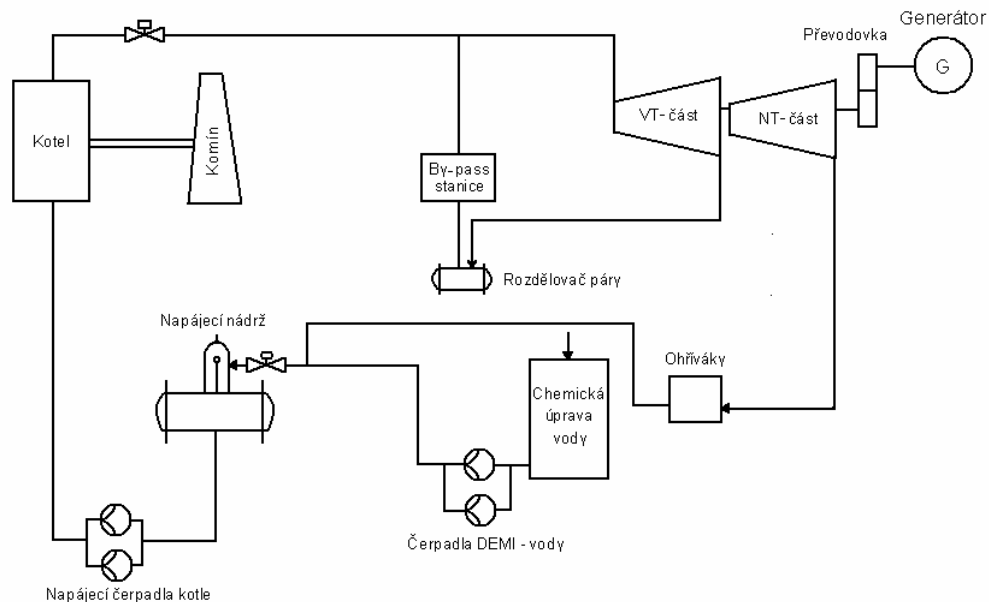 Generátor
Převodovka
G
VT- část
NT- část
Kotel
Komín
By-pass
stanice
Rozdělovač páry
Napájecí nádrž
Ohříváky
Chemická
úprava
vody
Čerpadla DEMI - vody
Napájecí čerpadla kotle